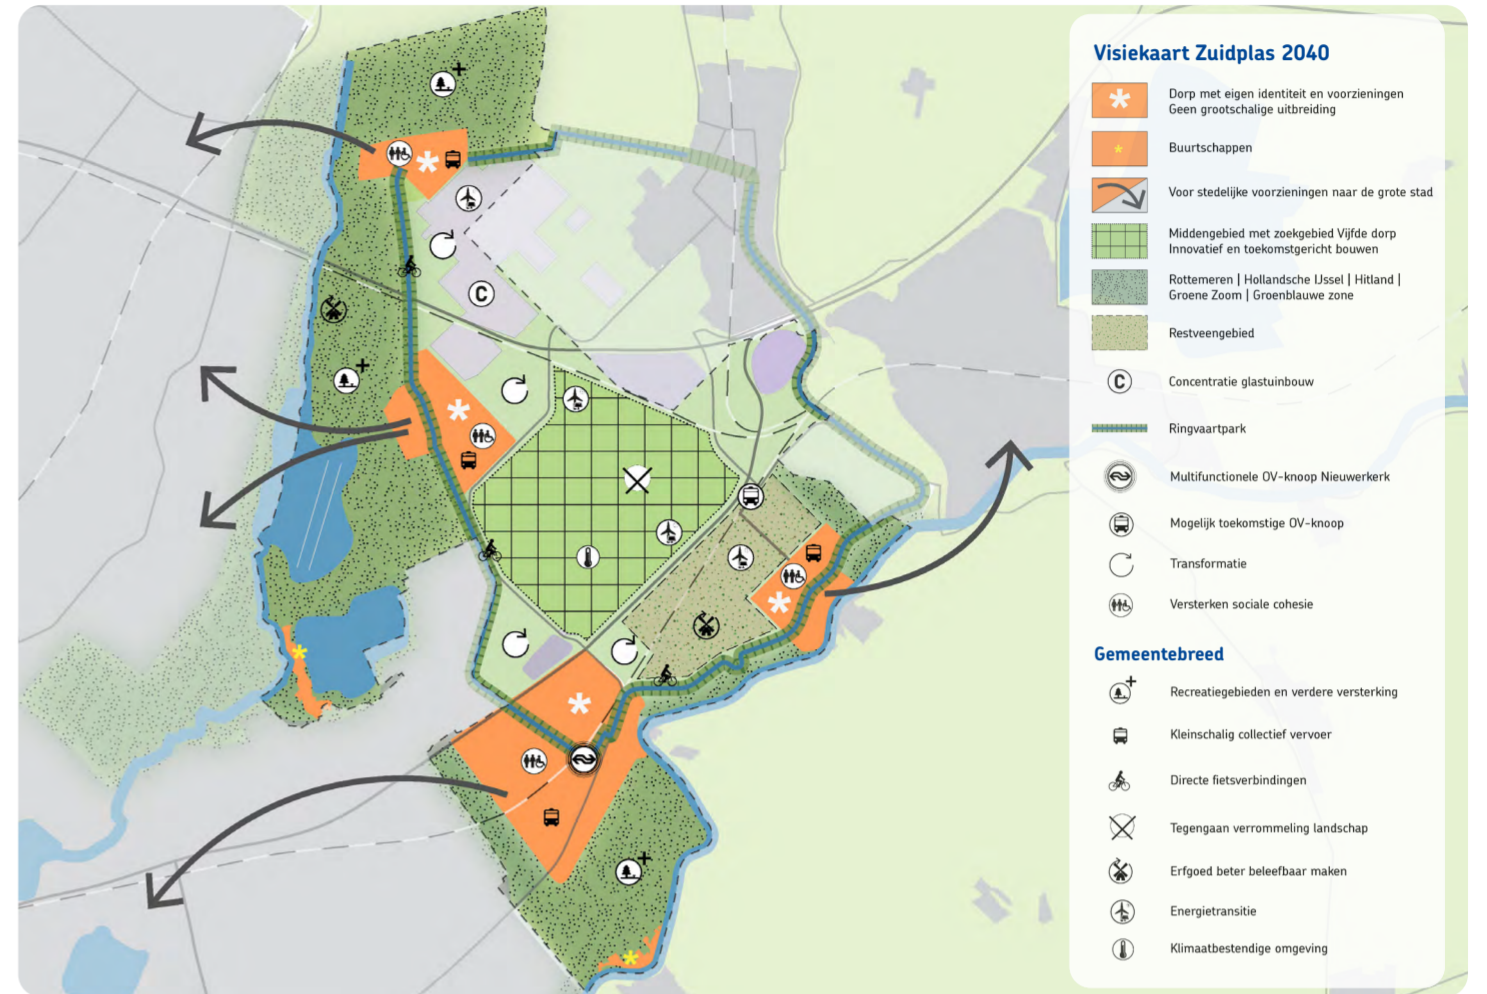 Visiekaart Zuidplas 2040
Dorp met eigen identiteit en voorzieningen
Geen grootschalige uitbreiding
Buurtschappen
Voor stedelijke voorzieningen naar de grote stad
Middengebied met zoekgebied Vijfde dorp
Innovatief en toekomstgericht bouwen
Rottemeren | Hollandsche IJssel | Hitland |
Groene Zoom | Groenblauwe zone
Restveengebied
C
Concentratie glastuinbouw
Ringvaartpark
Multifunctionele OV-knoop Nieuwerkerk
Mogelijk toekomstige OV-knoop
Transformatie
Versterken sociale cohesie
Gemeentebreed
Recreatiegebieden en verdere versterking
Kleinschalig collectief vervoer
Directe fietsverbindingen
Tegengaan verrommeling landschap
Erfgoed beter beleefbaar maken
Energietransitie
Klimaatbestendige omgeving
C